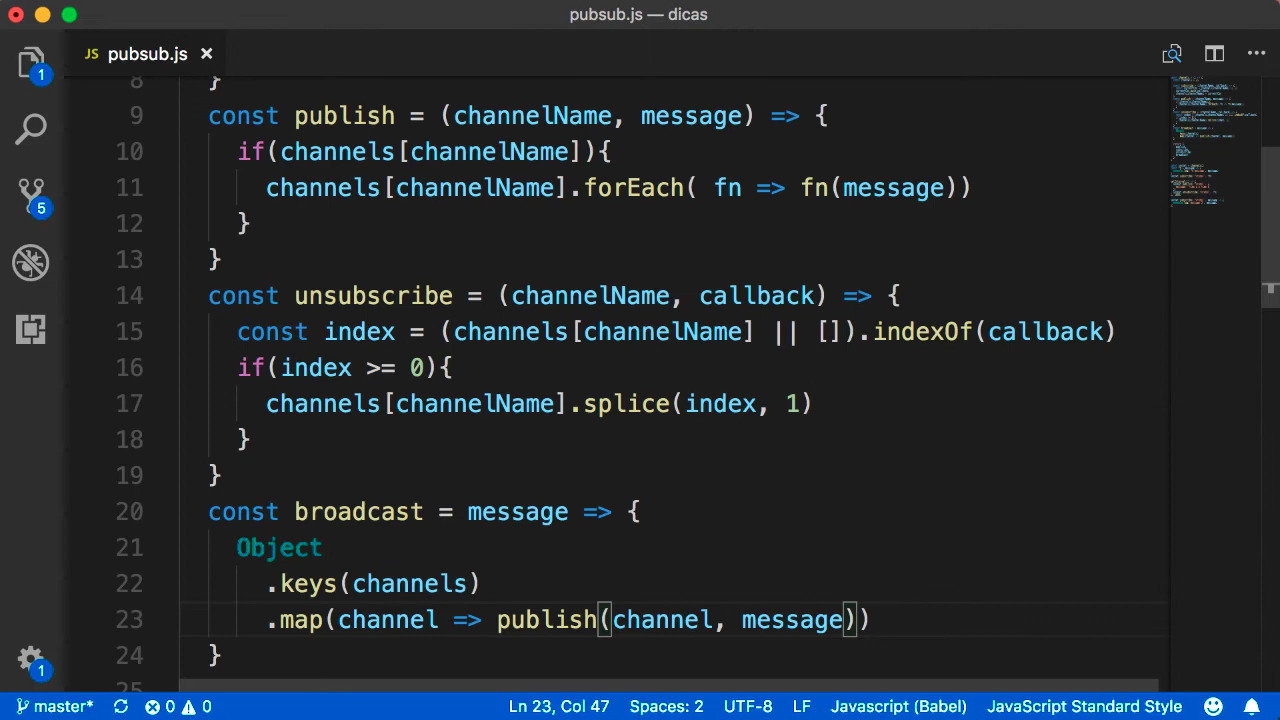 pubsub.js — dicas
JS pubsub.js ×
1
5
1
8 }
9 const publish = (channelName, message) => {
10 if(channels[channelName]){
11 channels[channelName].forEach( fn => fn(message))
12 }
13 }
14 const unsubscribe = (channelName, callback) => {
15 const index = (channels[channelName] || []).indexOf(callback)
16 if(index >= 0){
17 channels[channelName].splice(index, 1)
18 }
19 }
20 const broadcast = message => {
21 Object
22 .keys(channels)
23 .map(channel => publish(channel, message))
24 }
25
master* 0 0 Ln 23, Col 47 Spaces: 2 UTF-8 LF Javascript (Babel) JavaScript Standard Style